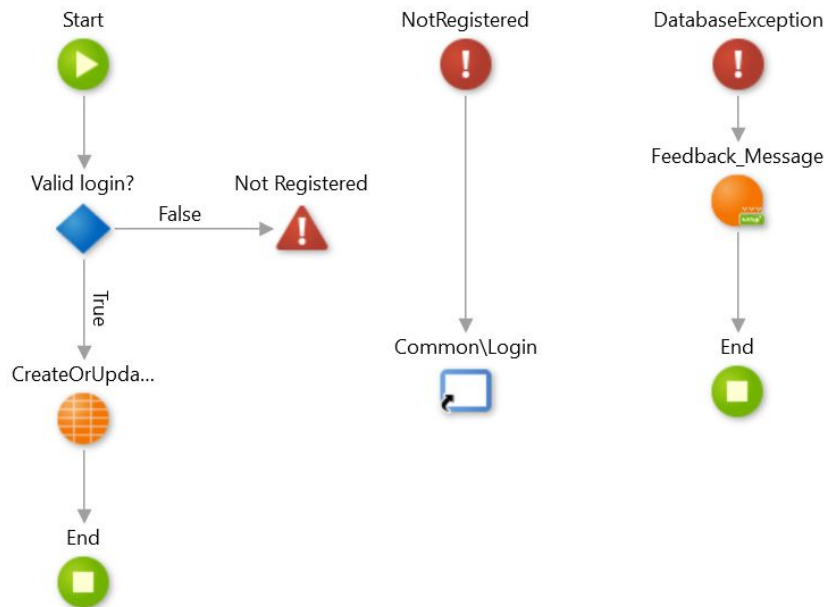 Start
NotRegistered
DatabaseException
Valid login?
Not Registered
False
Feedback_Message
True
CreateOrUpda...
Common\Login
End
End